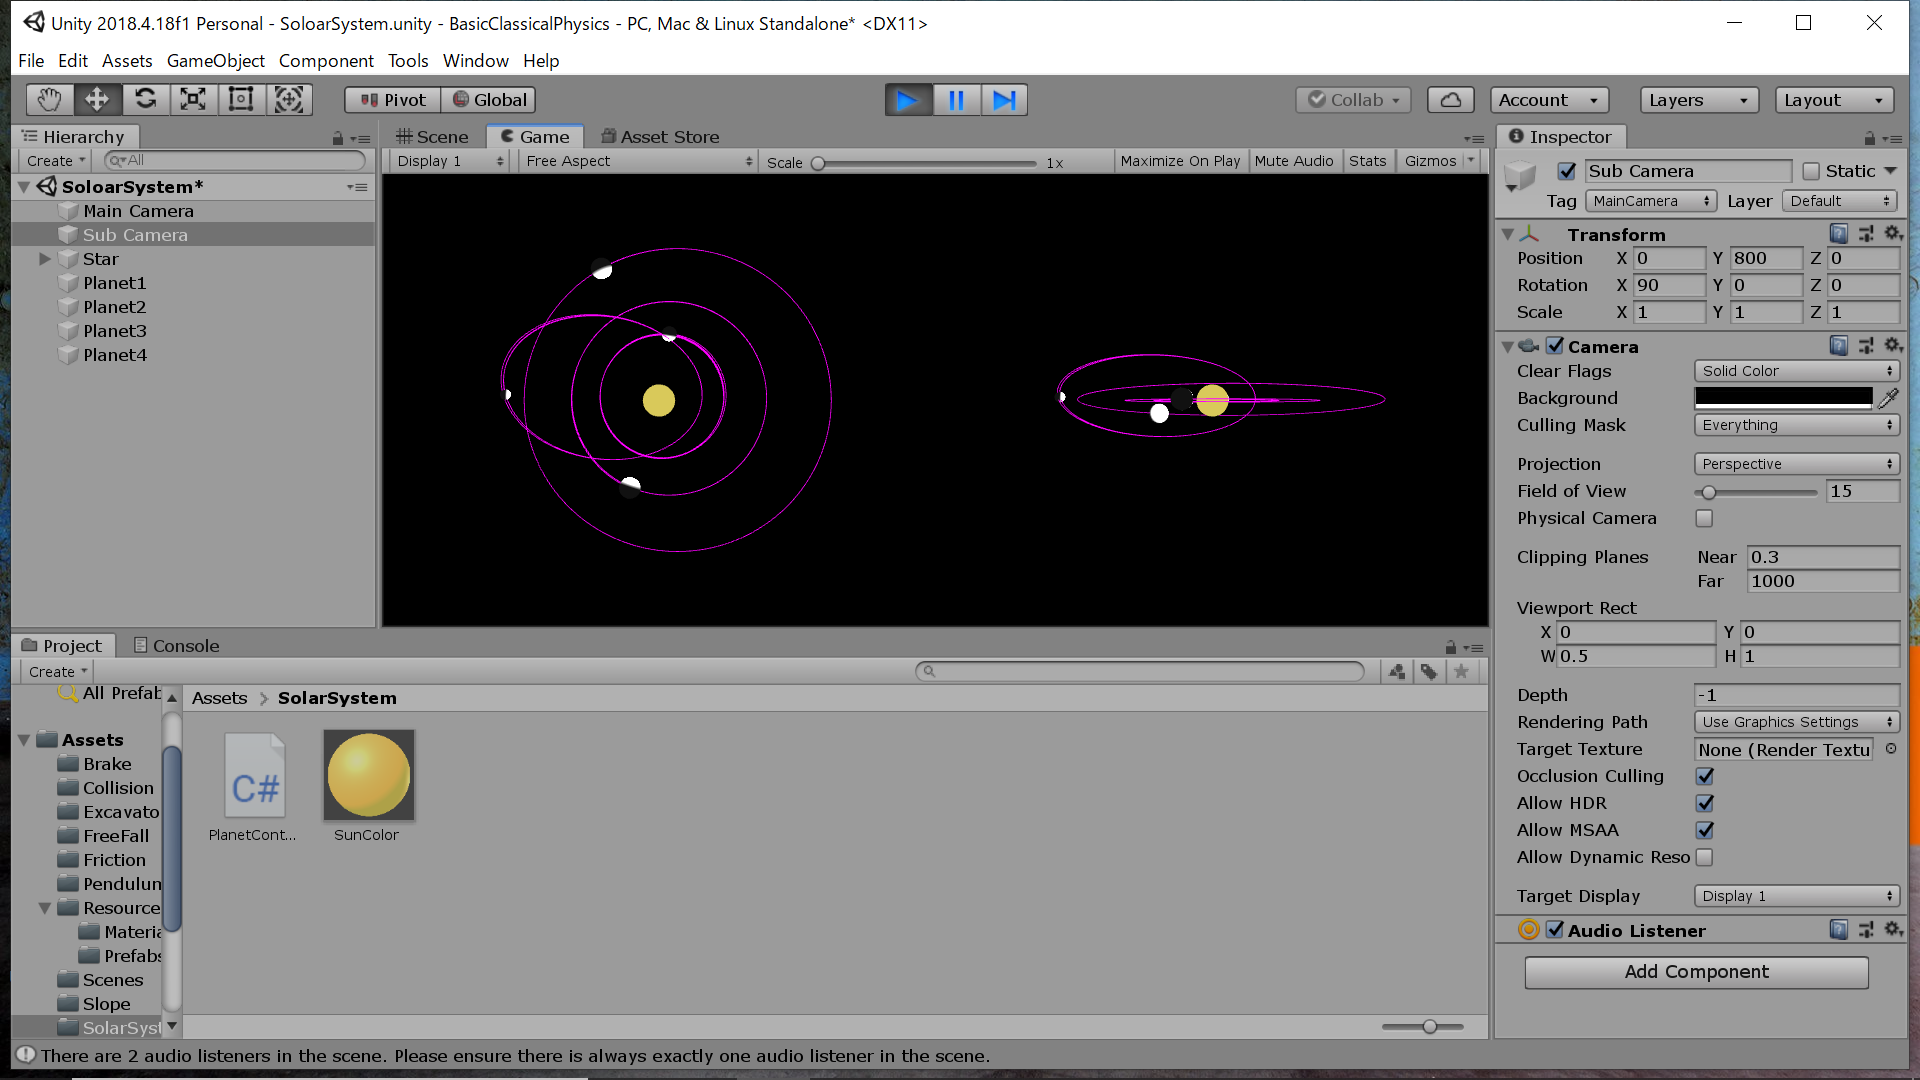 Unity 2018.4.18f1 Personal - SoloarSystem.unity - BasicClassicalPhysics - PC, Mac & Linux Standalone* <DX11>
File Edit Assets GameObject Component Tools Window Help
Pivot Global Collab Account Layers Layout
Hierarchy
Create All
SoloarSystem*
Main Camera
Sub Camera
Star
Planet1
Planet2
Planet3
Planet4
Scene Game Asset Store
Display 1 Free Aspect Scale 1x Maximize On Play Mute Audio Stats Gizmos
Inspector
Sub Camera Static
Tag MainCamera Layer Default
Transform
Position X 0 Y 800 Z 0
Rotation X 90 Y 0 Z 0
Scale X 1 Y 1 Z 1
Camera
Clear Flags Solid Color
Background
Culling Mask Everything
Projection Perspective
Field of View 15
Physical Camera
Clipping Planes Near 0.3
Far 1000
Viewport Rect
X 0 Y 0
W 0.5 H 1
Depth -1
Rendering Path Use Graphics Settings
Target Texture None (Render Textu
Occlusion Culling
Allow HDR
Allow MSAA
Allow Dynamic Reso
Target Display Display 1
Audio Listener
Add Component
Project Console
Create
All Prefab
Assets
Brake
Collision
Excavato
FreeFall
Friction
Pendulun
Resource
Materia
Prefabs
Scenes
Slope
SolarSyst
Assets > SolarSystem
C#
PlanetCont...
SunColor
There are 2 audio listeners in the scene. Please ensure there is always exactly one audio listener in the scene.